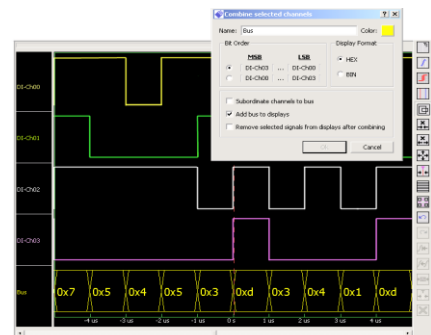 Combine selected channels
Name: Bus Color:
Bit Order Display Format
MSB LSB
DI-Ch03 ... DI-Ch00
DI-Ch00 ... DI-Ch03
HEX
BIN
Subordinate channels to bus
Add bus to displays
Remove selected signals from displays after combining
Ok Cancel
DI-Ch00
DI-Ch01
DI-Ch02
DI-Ch03
Bus 0x7 0x5 0x4 0x5 0x3 0xd 0x3 0x4 0x1 0xd
-4 us -3 us -2 us -1 us 0 s 1 us 2 us 3 us 4 us